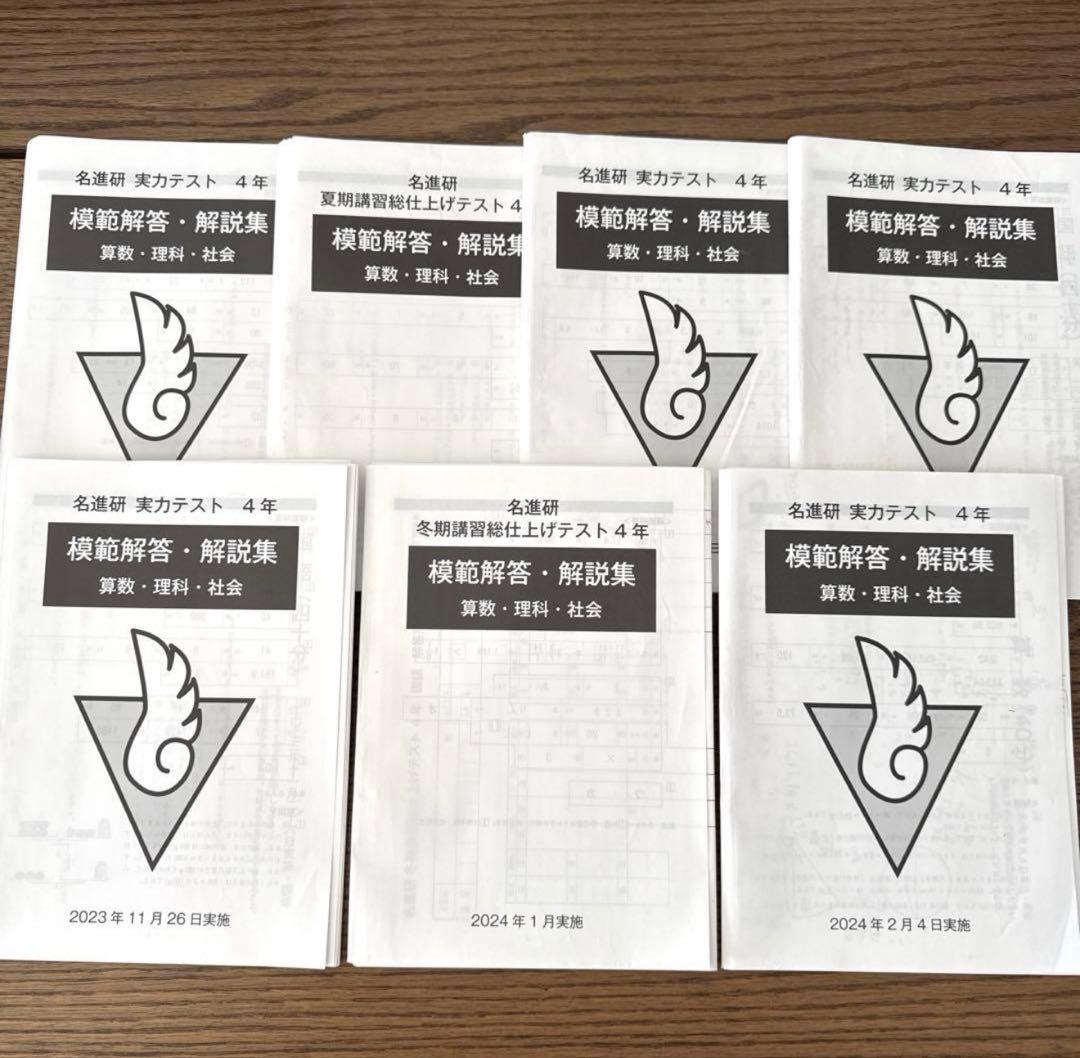 名進研 実力テスト 4年
模範解答・解説集
算数・理科・社会
名進研
夏期講習総仕上げテスト4
模範解答・解説集
算数・理科・社会
名進研 実力テスト 4年
模範解答・解説集
算数・理科・社会
名進研 実力テスト 4年
模範解答・解説集
算数・理科・社会
名進研 実力テスト 4年
模範解答・解説集
算数・理科・社会
2023年11月26日実施
名進研
冬期講習総仕上げテスト4年
模範解答・解説集
算数・理科・社会
2024年1月実施
名進研 実力テスト 4年
模範解答・解説集
算数・理科・社会
2024年2月4日実施